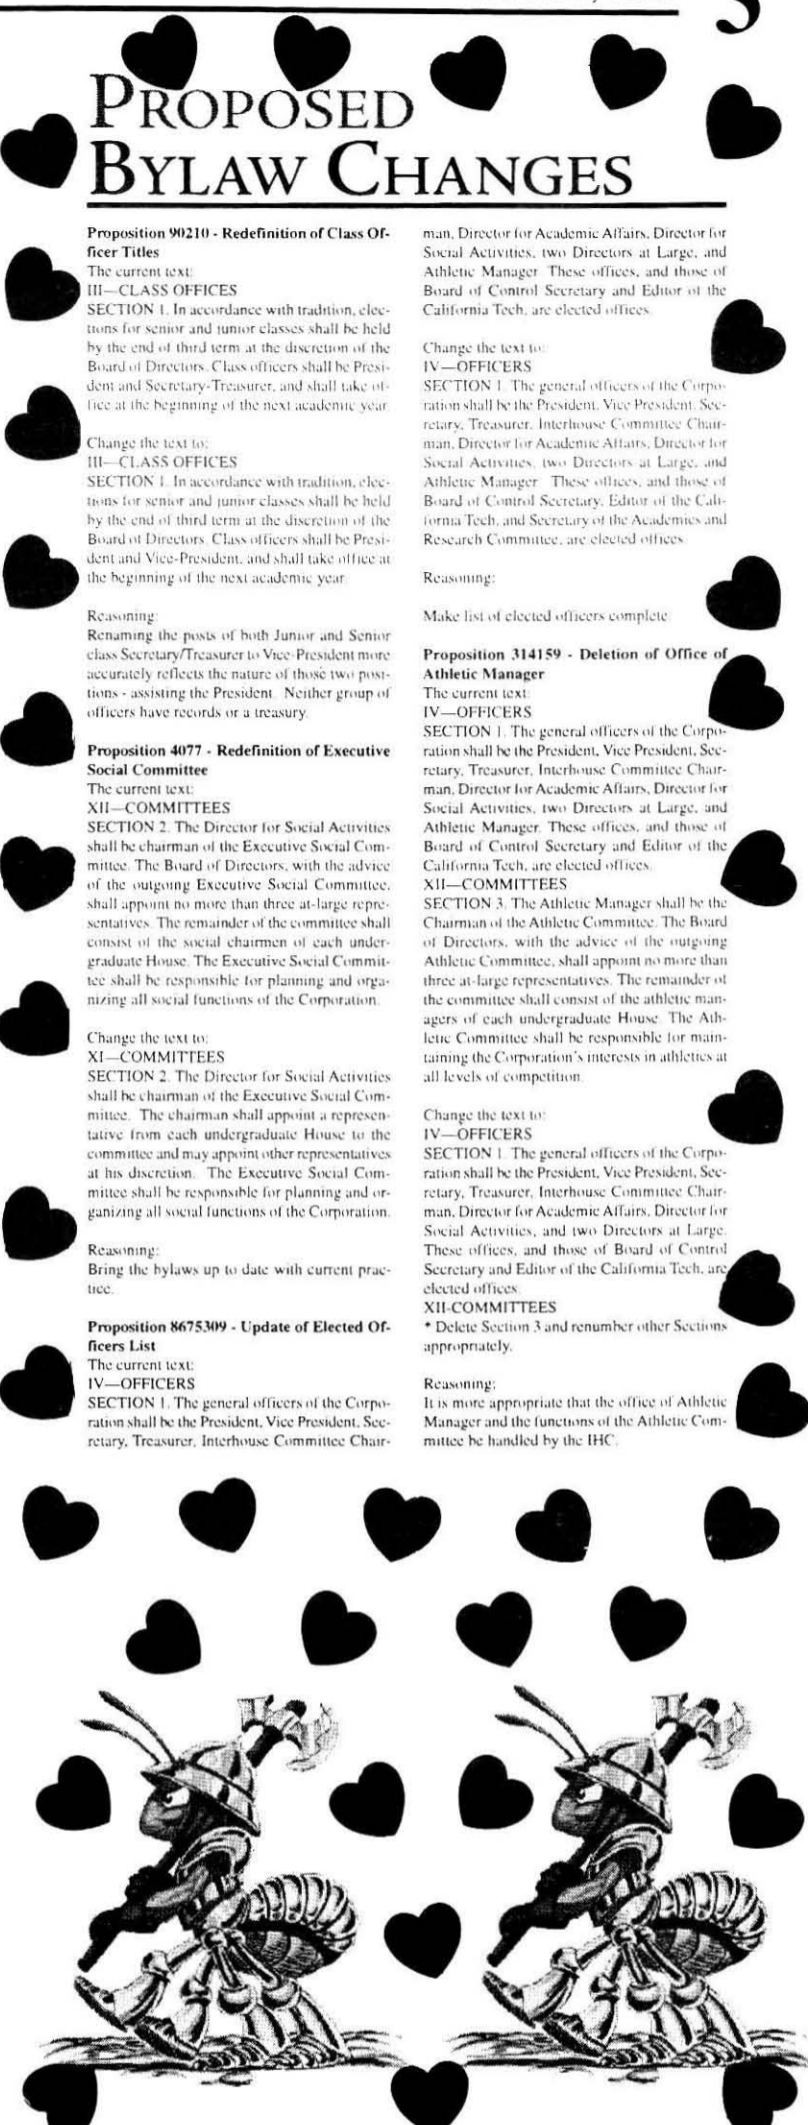 PROPOSED
BYLAW CHANGES
Proposition 90210 - Redefinition of Class Of-
ficer Titles
The current text:
III—CLASS OFFICES
SECTION 1. In accordance with tradition, elec-
tions for senior and junior classes shall be held
by the end of third term at the discretion of the
Board of Directors. Class officers shall be Presi-
dent and Secretary-Treasurer, and shall take of-
fice at the beginning of the next academic year.
Change the text to:
III—CLASS OFFICES
SECTION 1. In accordance with tradition, elec-
tions for senior and junior classes shall be held
by the end of third term at the discretion of the
Board of Directors. Class officers shall be Presi-
dent and Vice-President, and shall take office at
the beginning of the next academic year.
Reasoning:
Renaming the posts of both Junior and Senior
class Secretary/Treasurer to Vice-President more
accurately reflects the nature of those two posi-
tions - assisting the President. Neither group of
officers have records or a treasury.
Proposition 4077 - Redefinition of Executive
Social Committee
The current text:
XII—COMMITTEES
SECTION 2. The Director for Social Activities
shall be chairman of the Executive Social Com-
mittee. The Board of Directors, with the advice
of the outgoing Executive Social Committee,
shall appoint no more than three at-large repre-
sentatives. The remainder of the committee shall
consist of the social chairmen of each under-
graduate House. The Executive Social Commit-
tee shall be responsible for planning and orga-
nizing all social functions of the Corporation.
Change the text to:
XI—COMMITTEES
SECTION 2. The Director for Social Activities
shall be chairman of the Executive Social Com-
mittee. The chairman shall appoint a represen-
tative from each undergraduate House to the
committee and may appoint other representatives
at his discretion. The Executive Social Com-
mittee shall be responsible for planning and or-
ganizing all social functions of the Corporation.
Reasoning:
Bring the bylaws up to date with current prac-
tice.
Proposition 8675309 - Update of Elected Of-
ficers List
The current text:
IV—OFFICERS
SECTION 1. The general officers of the Corpo-
ration shall be the President, Vice President, Sec-
retary, Treasurer, Interhouse Committee Chair-
man, Director for Academic Affairs, Director for
Social Activities, two Directors at Large, and
Athletic Manager. These offices, and those of
Board of Control Secretary and Editor of the
California Tech, are elected offices.
Change the text to:
IV—OFFICERS
SECTION 1. The general officers of the Corpo-
ration shall be the President, Vice President, Sec-
retary, Treasurer, Interhouse Committee Chair-
man, Director for Academic Affairs, Director for
Social Activities, two Directors at Large, and
Athletic Manager. These offices, and those of
Board of Control Secretary, Editor of the Cali-
fornia Tech, and Secretary of the Academics and
Research Committee, are elected offices.
Reasoning:
Make list of elected officers complete.
Proposition 314159 - Deletion of Office of
Athletic Manager
The current text:
IV—OFFICERS
SECTION 1. The general officers of the Corpo-
ration shall be the President, Vice President, Sec-
retary, Treasurer, Interhouse Committee Chair-
man, Director for Academic Affairs, Director for
Social Activities, two Directors at Large, and
Athletic Manager. These offices, and those of
Board of Control Secretary and Editor of the
California Tech, are elected offices.
XII—COMMITTEES
SECTION 3. The Athletic Manager shall be the
Chairman of the Athletic Committee. The Board
of Directors, with the advice of the outgoing
Athletic Committee, shall appoint no more than
three at-large representatives. The remainder of
the committee shall consist of the athletic man-
agers of each undergraduate House. The Ath-
letic Committee shall be responsible for main-
taining the Corporation's interests in athletics at
all levels of competition.
Change the text to:
IV—OFFICERS
SECTION 1. The general officers of the Corpo-
ration shall be the President, Vice President, Sec-
retary, Treasurer, Interhouse Committee Chair-
man, Director for Academic Affairs, Director for
Social Activities, and two Directors at Large.
These offices, and those of Board of Control
Secretary and Editor of the California Tech, are
elected offices.
XII-COMMITTEES
* Delete Section 3 and renumber other Sections
appropriately.
Reasoning:
It is more appropriate that the office of Athletic
Manager and the functions of the Athletic Com-
mittee be handled by the IHC.